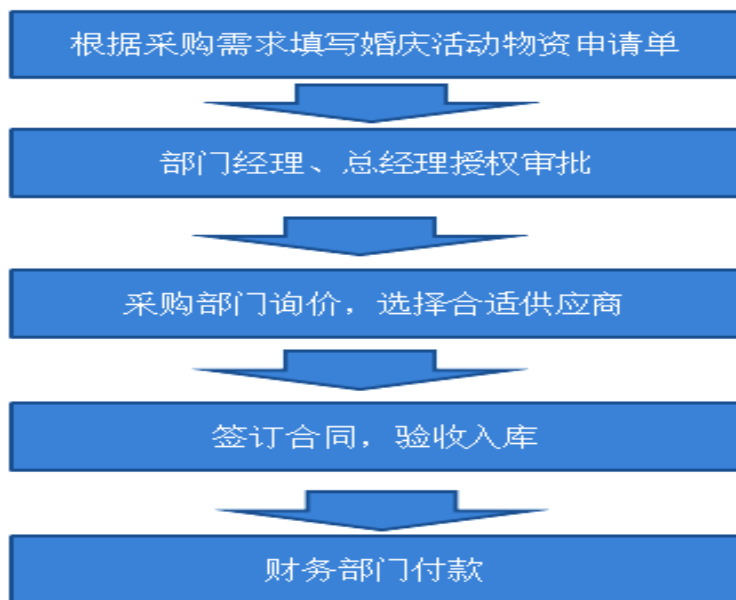 根据采购需求填写婚庆活动物资申请单
部门经理、总经理授权审批
采购部门询价，选择合适供应商
签订合同，验收入库
财务部门付款